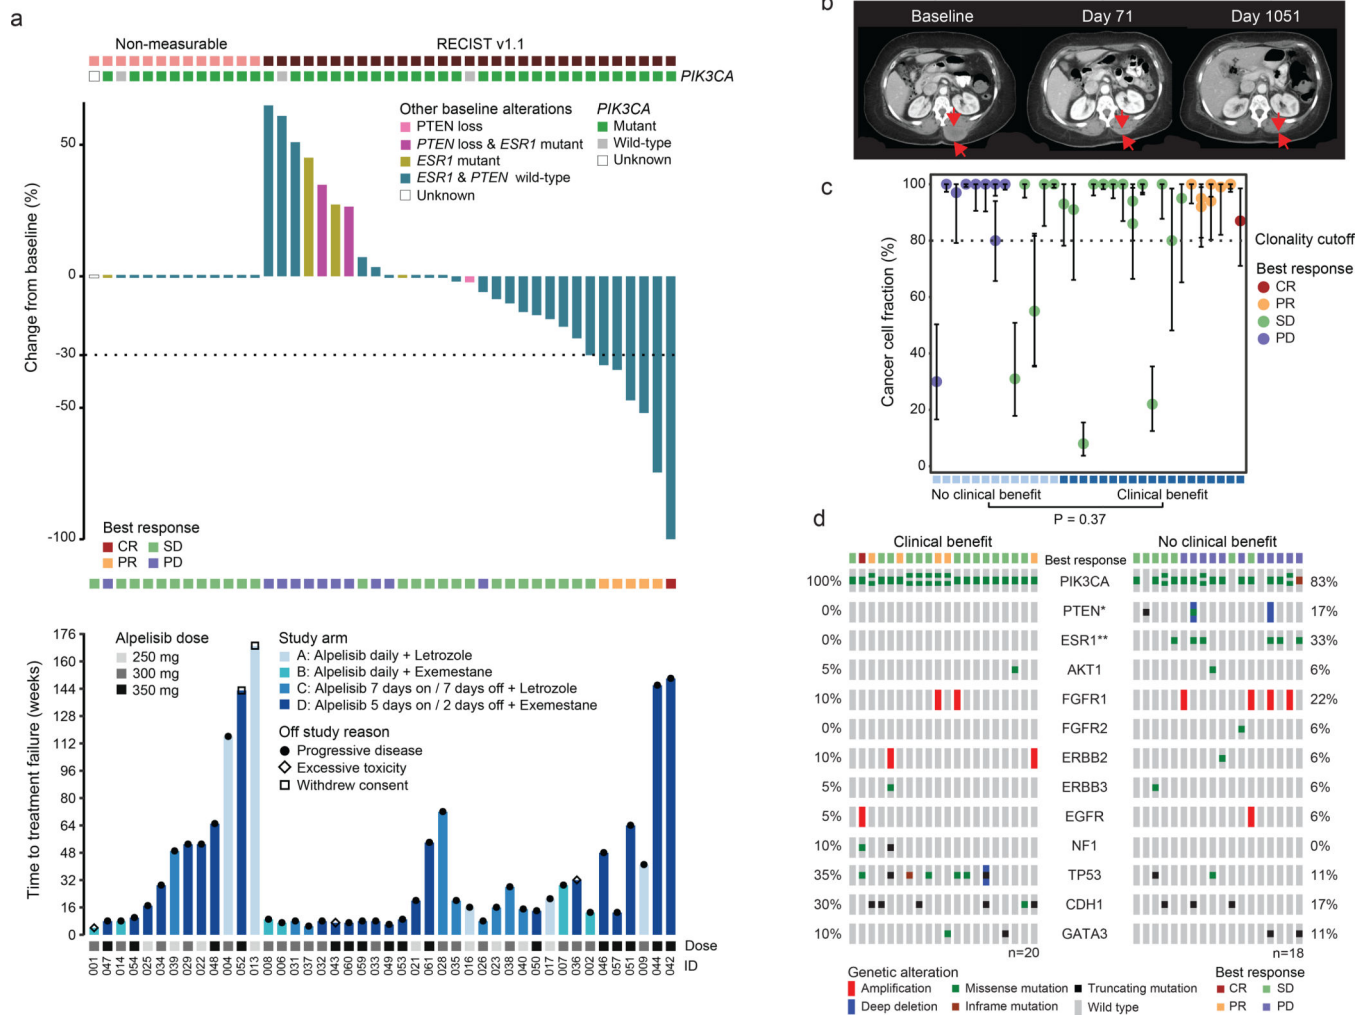 a
Non-measurable RECIST v1.1
PIK3CA
Change from baseline (%)
50
0
-30
-50
-100
Other baseline alterations
PTEN loss
PTEN loss & ESR1 mutant
ESR1 mutant
ESR1 & PTEN wild-type
Unknown
PIK3CA
Mutant
Wild-type
Unknown
Best response
CR SD
PR PD
Time to treatment failure (weeks)
176
160
144
128
112
96
80
64
48
32
16
0
Alpelisib dose
250 mg
300 mg
350 mg
Study arm
A: Alpelisib daily + Letrozole
B: Alpelisib daily + Exemestane
C: Alpelisib 7 days on / 7 days off + Letrozole
D: Alpelisib 5 days on / 2 days off + Exemestane
Off study reason
Progressive disease
Excessive toxicity
Withdrew consent
Dose
ID
001 047 014 054 025 034 039 029 022 048 004 052 013 008 006 031 037 032 043 060 059 033 049 053 021 061 028 035 016 026 023 038 040 050 017 007 036 002 046 057 051 009 044 042
b
Baseline Day 71 Day 1051
c
Cancer cell fraction (%)
100
80
60
40
20
0
Clonality cutoff
Best response
CR
PR
SD
PD
No clinical benefit Clinical benefit
P = 0.37
d
Clinical benefit No clinical benefit
Best response
100% PIK3CA 83%
0% PTEN* 17%
0% ESR1** 33%
5% AKT1 6%
10% FGFR1 22%
0% FGFR2 6%
10% ERBB2 6%
5% ERBB3 6%
5% EGFR 6%
10% NF1 0%
35% TP53 11%
30% CDH1 17%
10% GATA3 11%
n=20 n=18
Genetic alteration
Amplification Missense mutation Truncating mutation
Deep deletion Inframe mutation Wild type
Best response
CR SD
PR PD